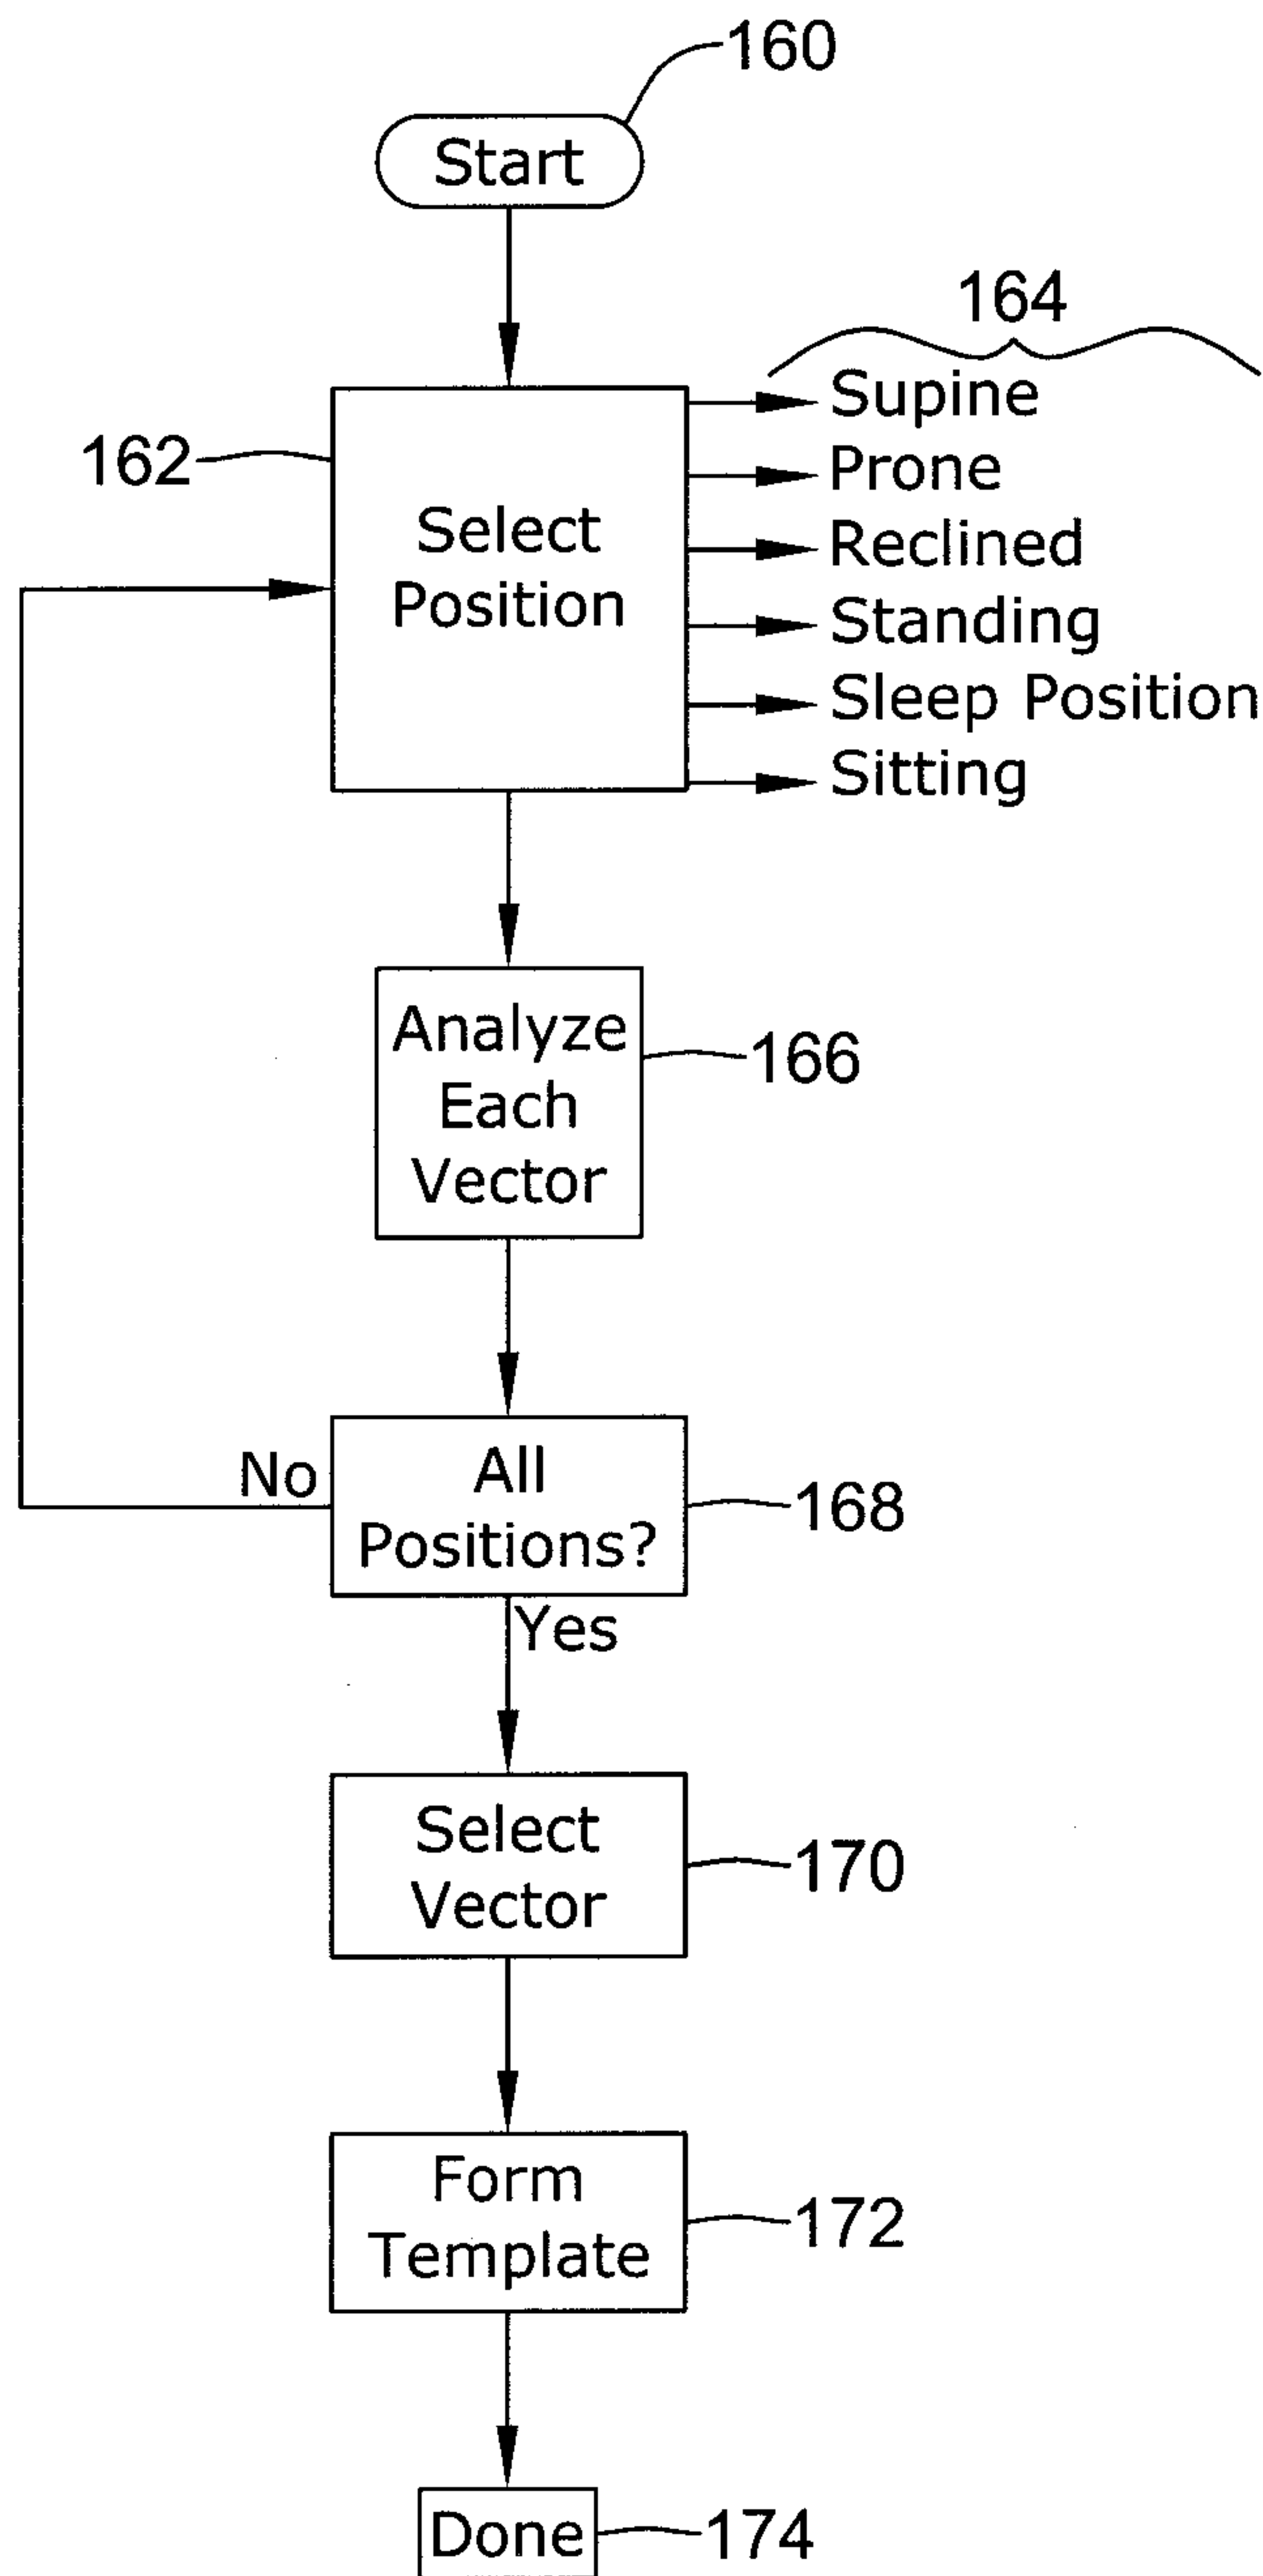 160
Start
164
Supine
Prone
Reclined
Standing
Sleep Position
Sitting
162
Select
Position
Analyze
Each
Vector
166
No
All
Positions?
168
Yes
Select
Vector
170
Form
Template
172
Done
174